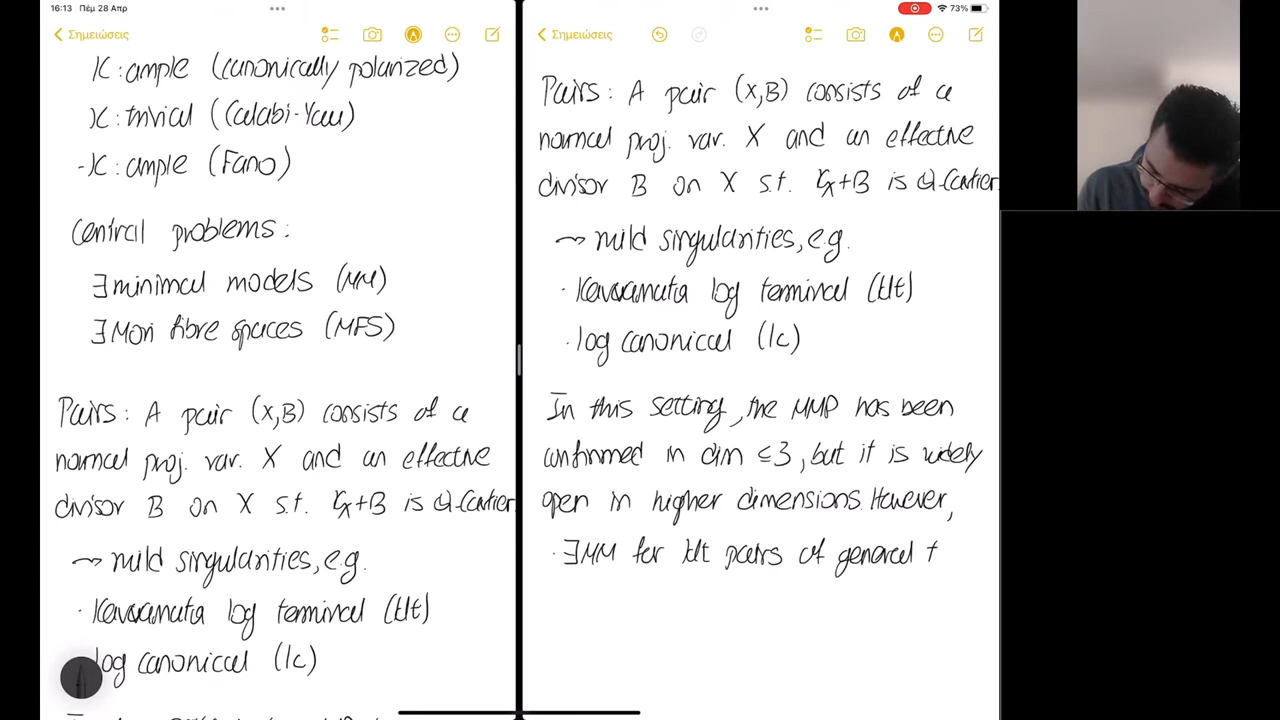 16:13 Πέμ 28 Απρ
Σημειώσεις
K: ample (canonically polarized)
K: trivial (Calabi-Yau)
-K: ample (Fano)
Central problems:
∃ minimal models (MM)
∃ Mori fibre spaces (MFS)
Pairs: A pair (X,B) consists of a
normal proj. var. X and an effective
divisor B on X s.t. K_X+B is Q-Cartier.
⇝ mild singularities, e.g.
· Kawamata log terminal (klt)
log canonical (lc)
73%
Σημειώσεις
Pairs: A pair (X,B) consists of a
normal proj. var. X and an effective
divisor B on X s.t. K_X+B is Q-Cartier.
⇝ mild singularities, e.g.
· Kawamata log terminal (klt)
· log canonical (lc)
In this setting, the MMP has been
confirmed in dim ≤ 3, but it is widely
open in higher dimensions. However,
· ∃ MM for klt pairs of general t